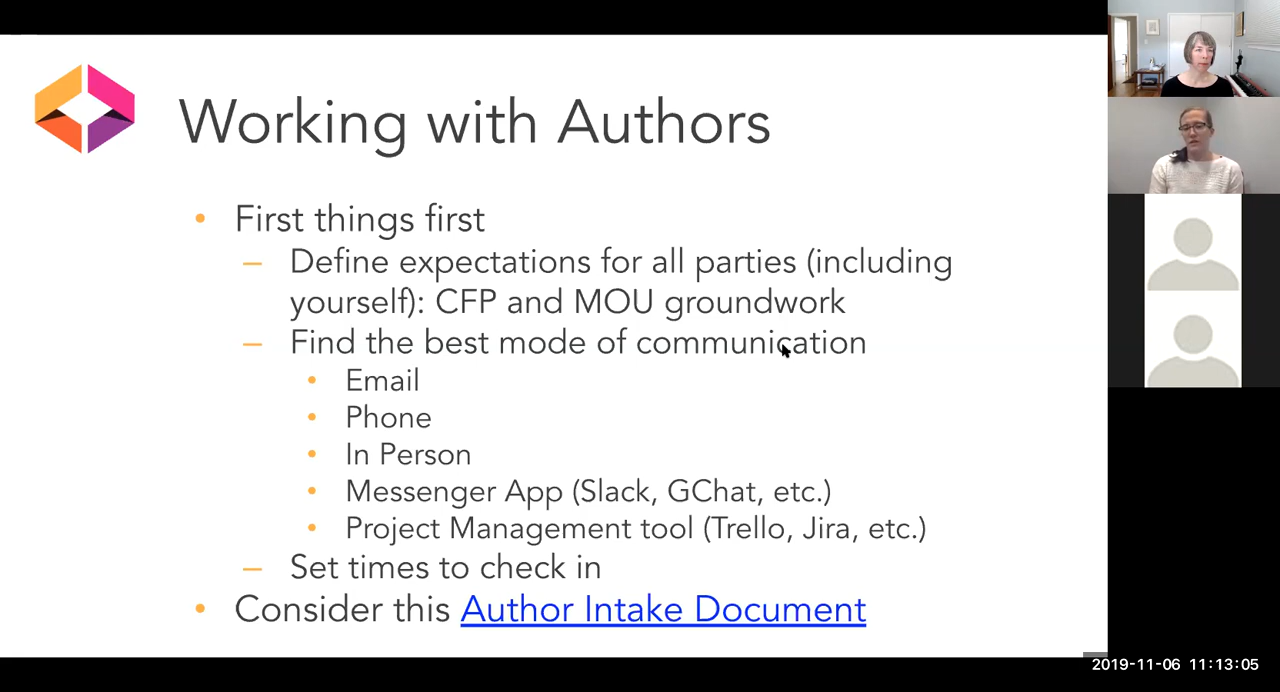 Working with Authors
• First things first
– Define expectations for all parties (including
yourself): CFP and MOU groundwork
– Find the best mode of communication
• Email
• Phone
• In Person
• Messenger App (Slack, GChat, etc.)
• Project Management tool (Trello, Jira, etc.)
– Set times to check in
• Consider this Author Intake Document
2019-11-06 11:13:05